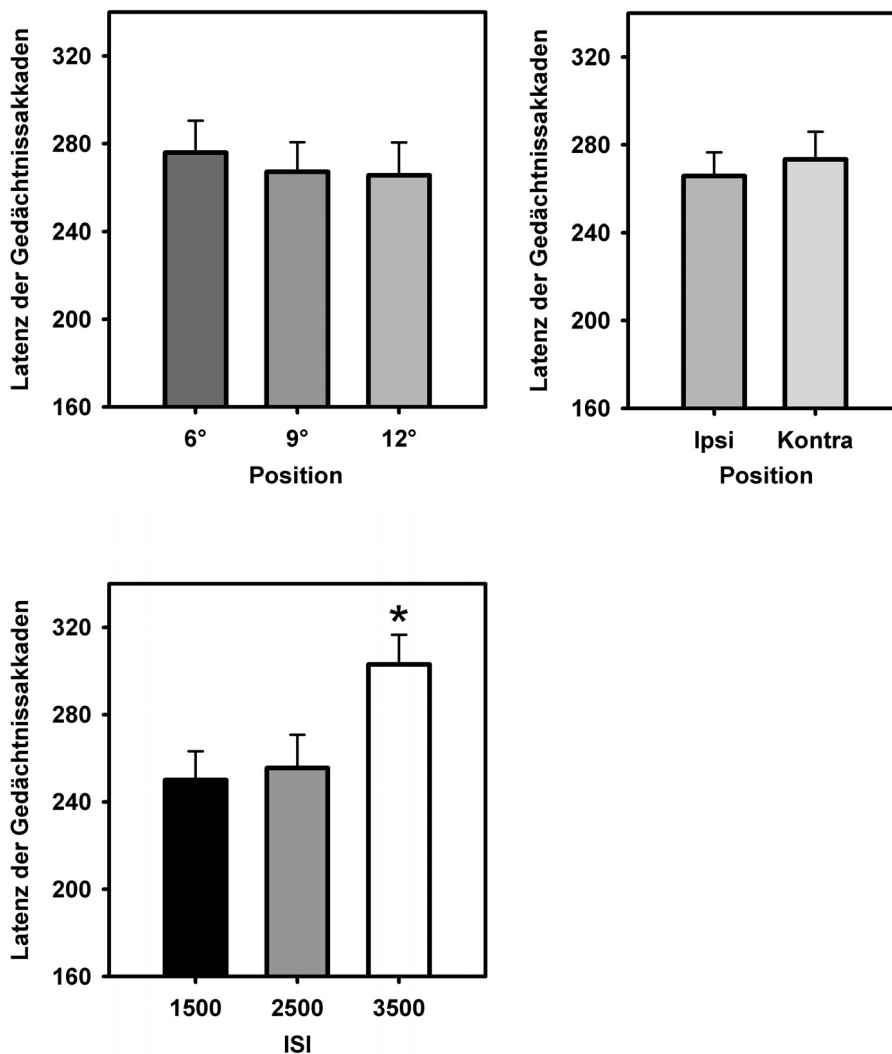 Latenz der Gedächtnissakkaden
320
280
240
200
160
6°
9°
12°
Position
Latenz der Gedächtnissakkaden
320
280
240
200
160
Ipsi
Kontra
Position
Latenz der Gedächtnissakkaden
320
280
240
200
160
*
1500
2500
3500
ISI